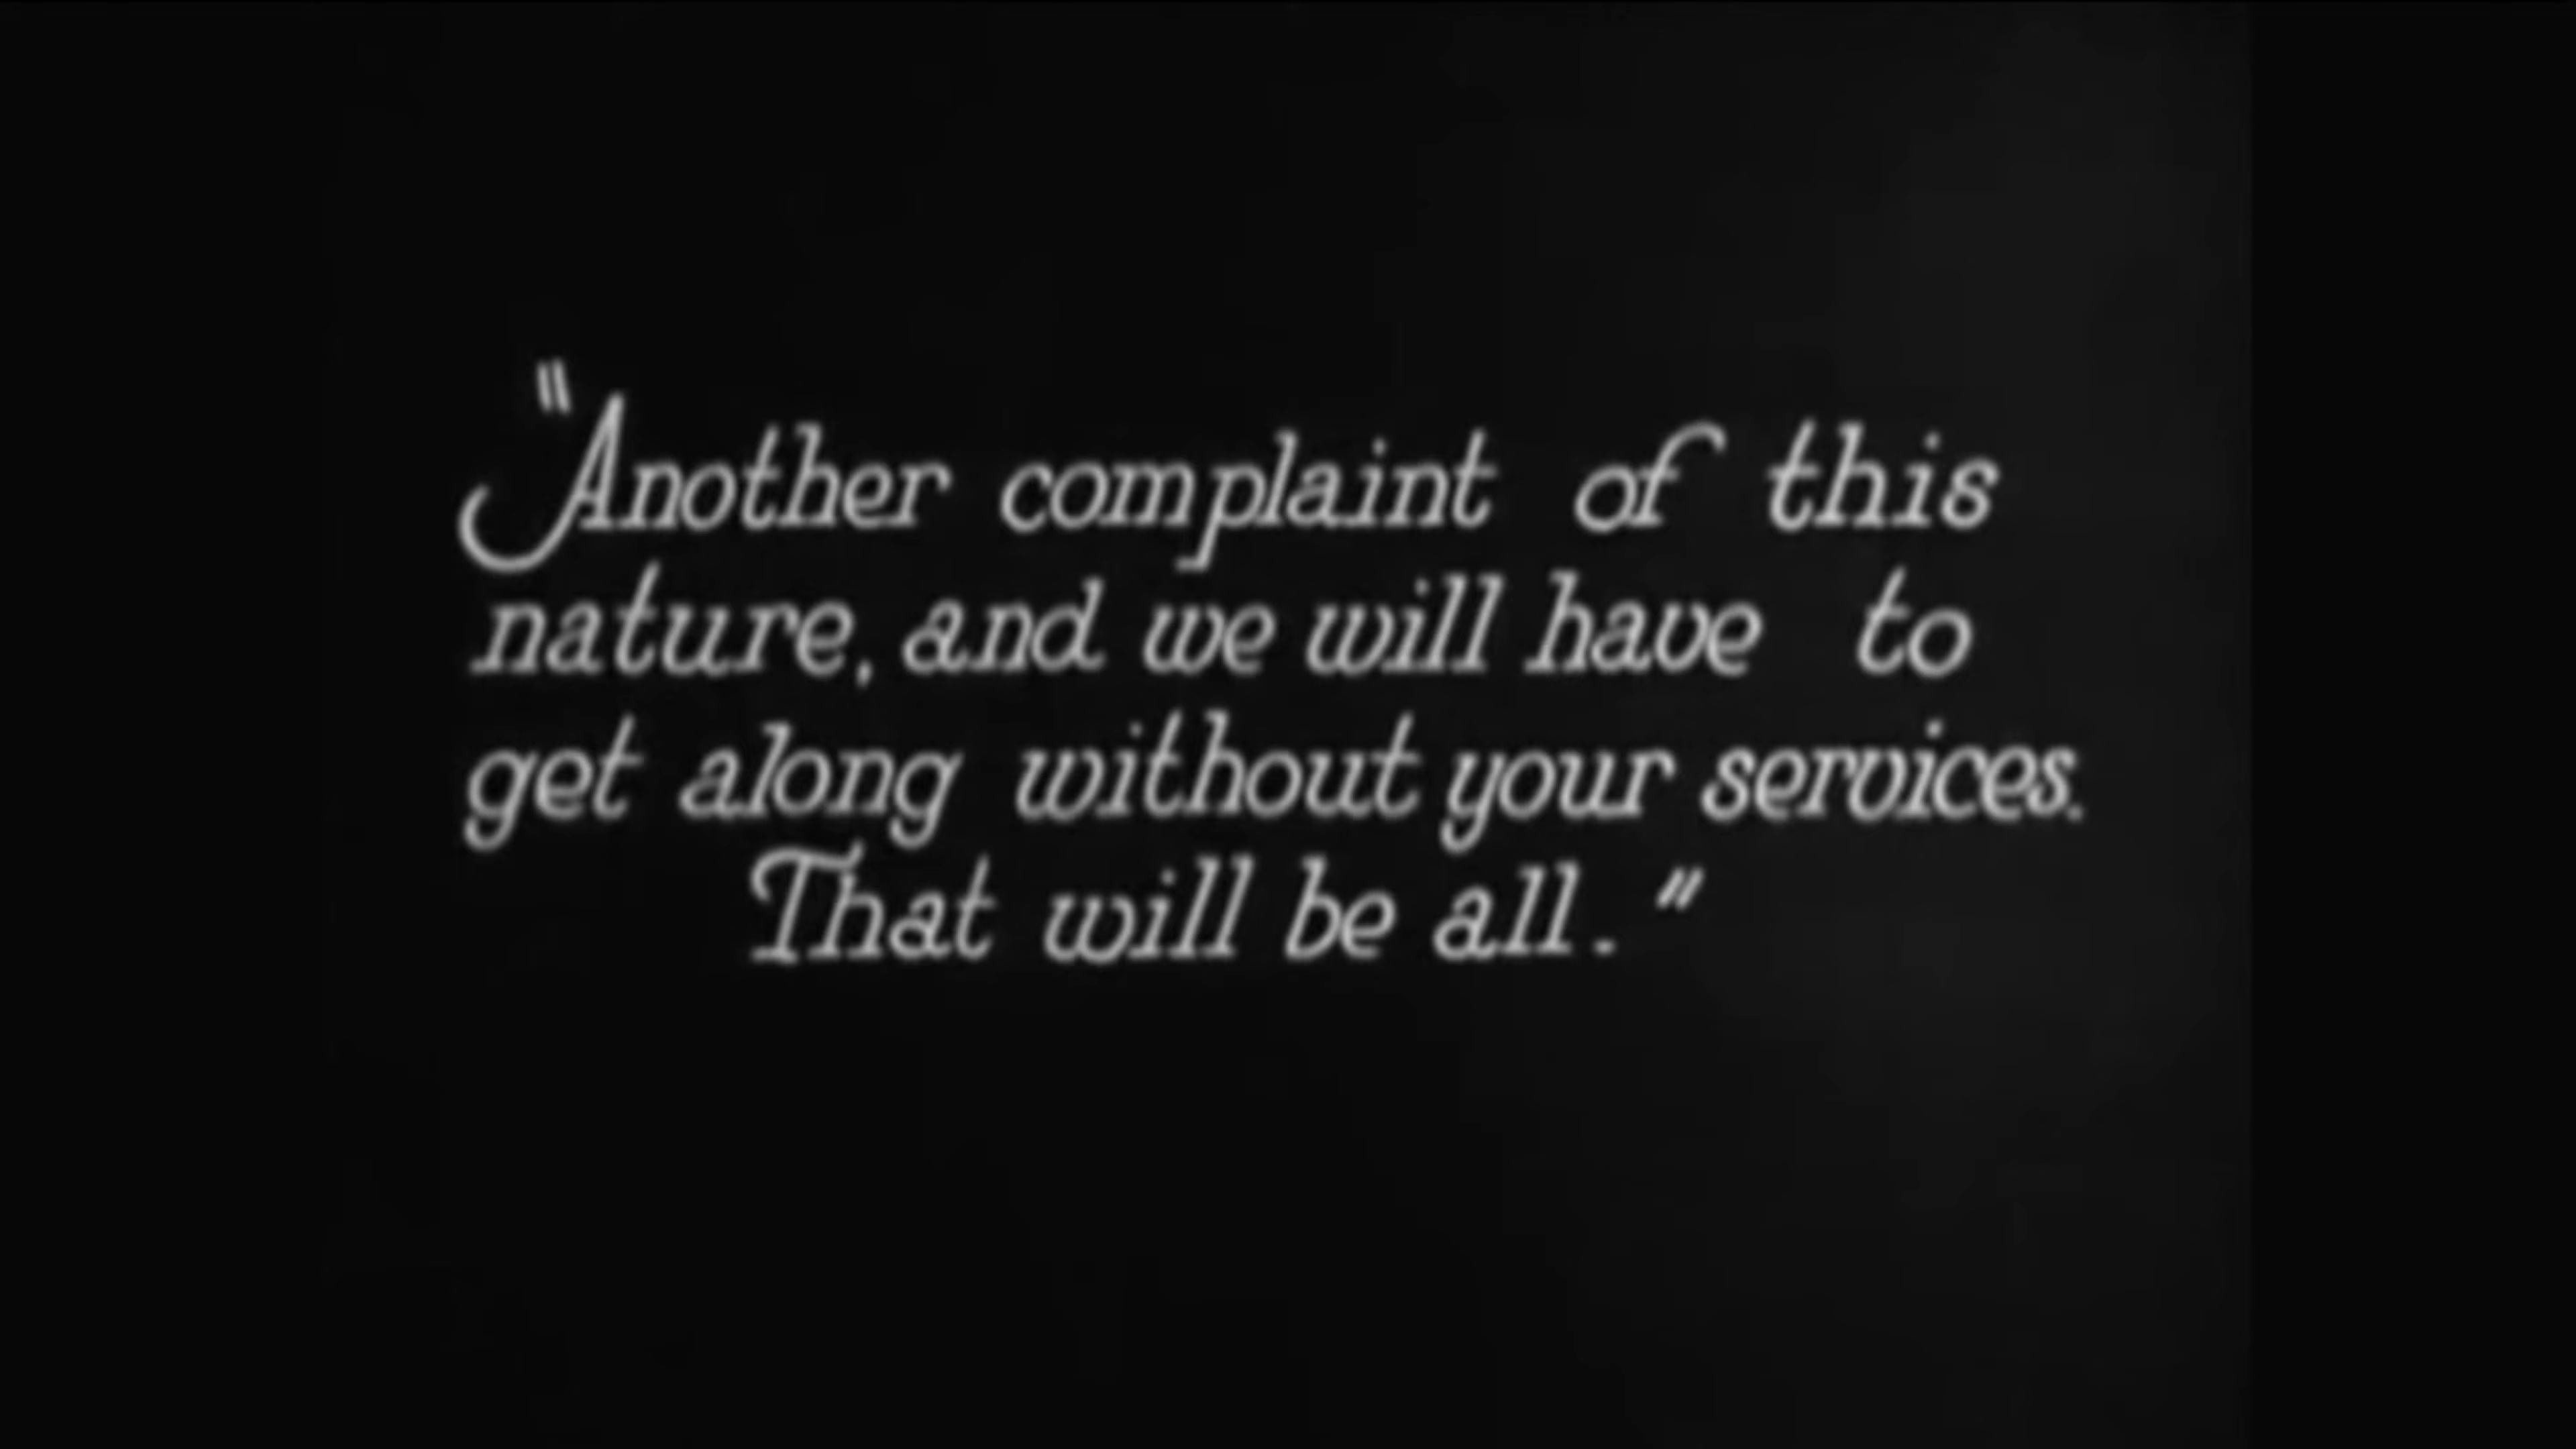 "Another complaint of this
nature, and we will have to
get along without your services.
That will be all."